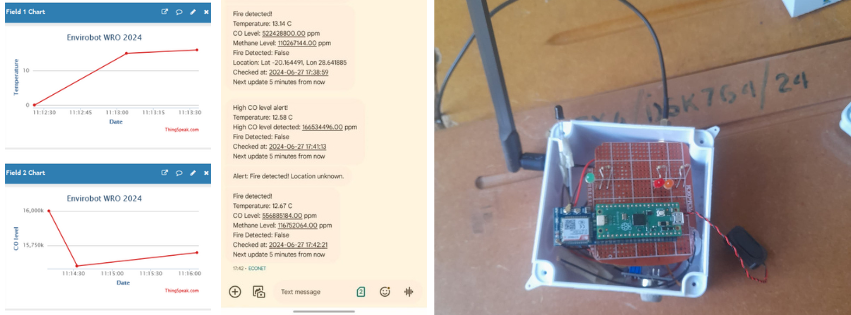 Field 1 Chart
Envirobot WRO 2024
Temperature
10
0
11:12:30 11:12:45 11:13:00 11:13:15 11:13:30
Date
ThingSpeak.com
Field 2 Chart
Envirobot WRO 2024
CO level
16,000k
15,750k
11:14:30 11:15:00 11:15:30 11:16:00
Date
ThingSpeak.com
Fire detected!
Temperature: 13.14 C
CO Level: 522428800.00 ppm
Methane Level: 110267144.00 ppm
Fire Detected: False
Location: Lat -20.164491, Lon 28.641885
Checked at: 2024-06-27 17:38:59
Next update 5 minutes from now
High CO level alert!
Temperature: 12.58 C
High CO level detected: 166534496.00 ppm
Fire Detected: False
Checked at: 2024-06-27 17:41:13
Next update 5 minutes from now
Alert: Fire detected! Location unknown.
Fire detected!
Temperature: 12.67 C
CO Level: 556885184.00 ppm
Methane Level: 116752064.00 ppm
Fire Detected: False
Checked at: 2024-06-27 17:42:21
Next update 5 minutes from now
17:42 • ECONET
Text message
2